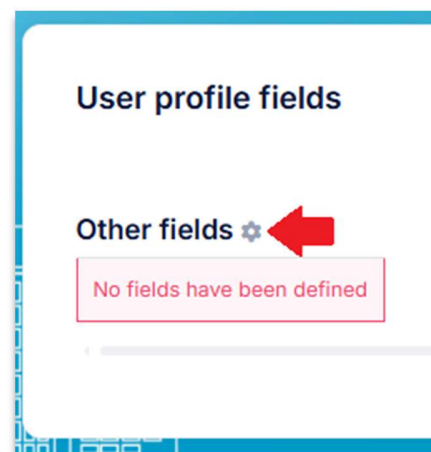 User profile fields
Other fields
No fields have been defined